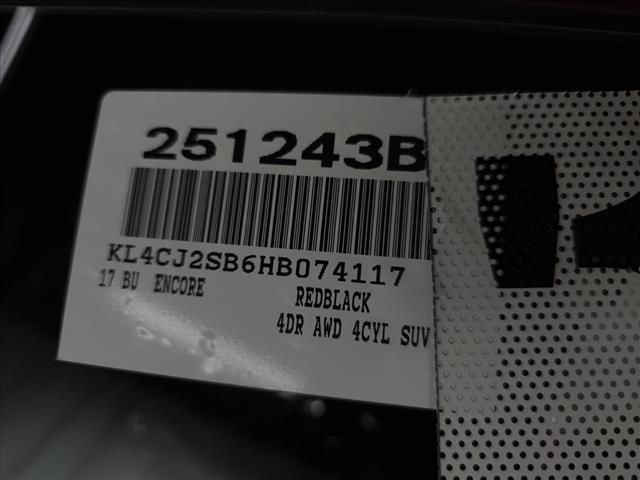 251243B
KL4CJ2SB6HB074117
17 BU ENCORE
REDBLACK
4DR AWD 4CYL SUV